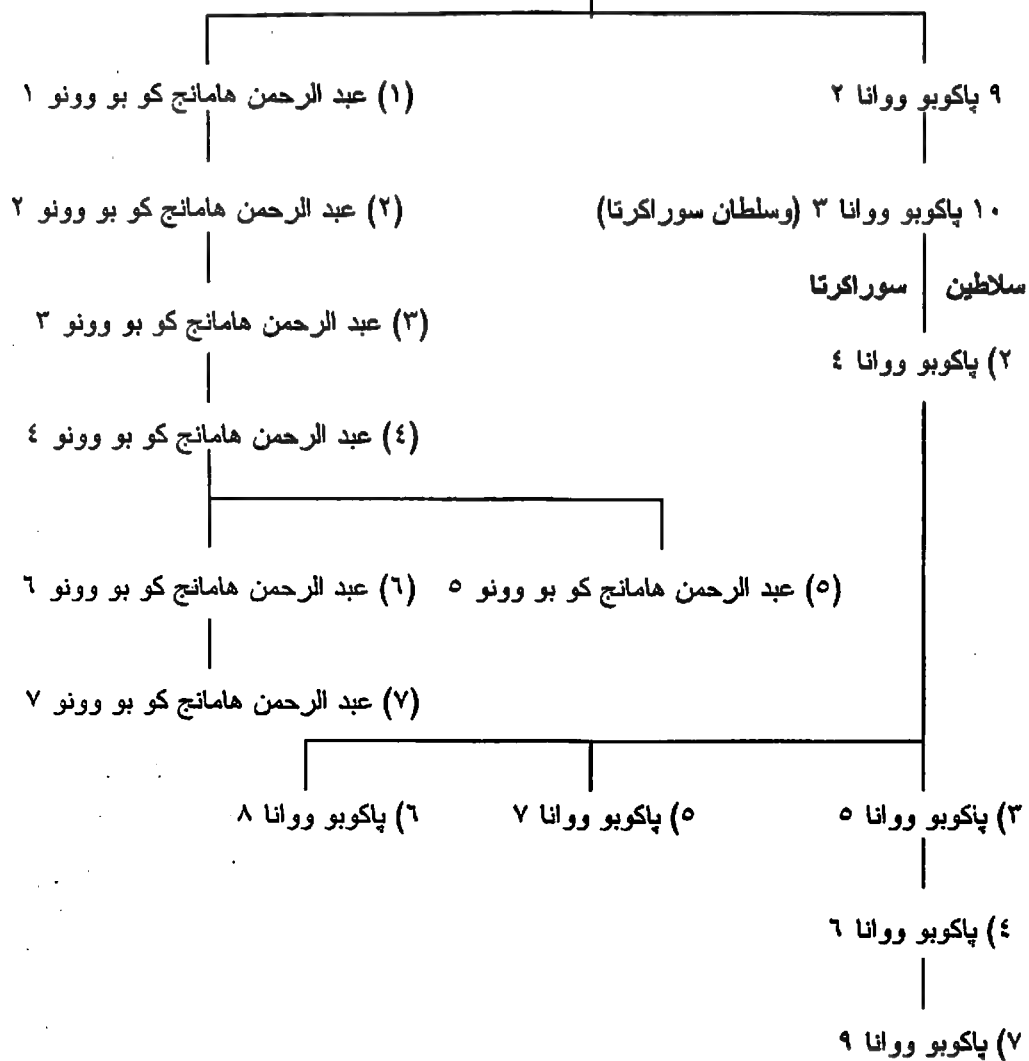 ٩ پاكوبو ووانا ٢
(١) عبد الرحمن هامانج كو بو وونو ١
١٠ پاكوبو ووانا ٣ (وسلطان سوراكرتا)
(٢) عبد الرحمن هامانج كو بو وونو ٢
سلاطين سوراكرتا
(٣) عبد الرحمن هامانج كو بو وونو ٣
٢) پاكوبو ووانا ٤
(٤) عبد الرحمن هامانج كو بو وونو ٤
(٥) عبد الرحمن هامانج كو بو وونو ٥
(٦) عبد الرحمن هامانج كو بو وونو ٦
(٧) عبد الرحمن هامانج كو بو وونو ٧
٣) پاكوبو ووانا ٥
٥) پاكوبو ووانا ٧
٦) پاكوبو ووانا ٨
٤) پاكوبو ووانا ٦
٧) پاكوبو ووانا ٩